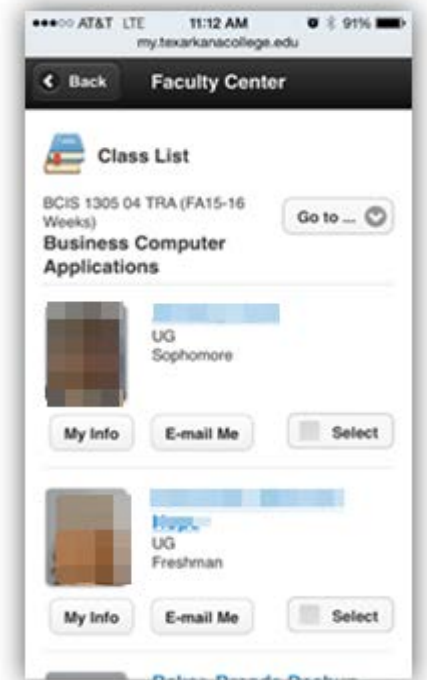 AT&T LTE 11:12 AM 91%
my.texarkanacollege.edu
Back Faculty Center
Class List
BCIS 1305 04 TRA (FA15-16
Weeks)
Go to ...
Business Computer
Applications
UG
Sophomore
My Info E-mail Me Select
UG
Freshman
My Info E-mail Me Select